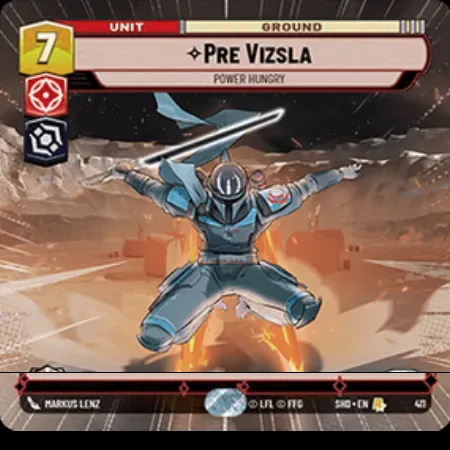 7
UNIT GROUND
✧PRE VIZSLA
POWER HUNGRY
MARKUS LENZ © LFL © FFG SHD • EN 411